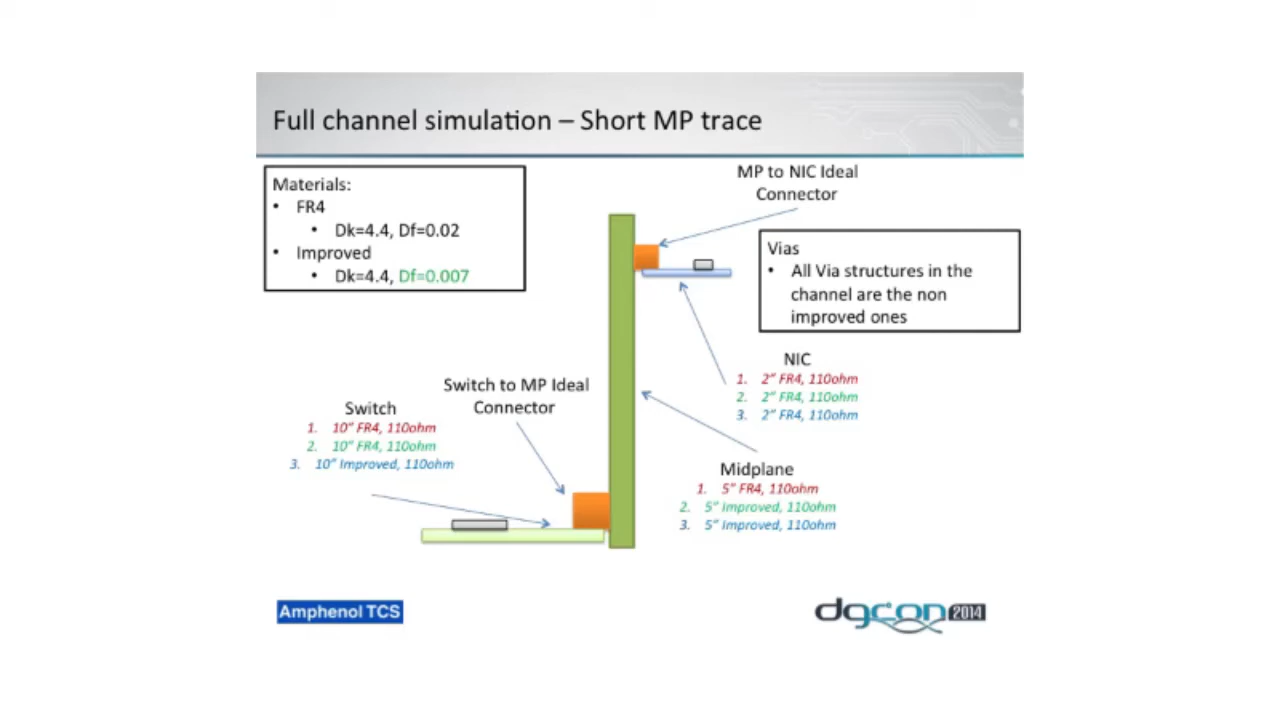 Full channel simulation – Short MP trace
Materials:
• FR4
• Dk=4.4, Df=0.02
• Improved
• Dk=4.4, Df=0.007
MP to NIC Ideal
Connector
Vias
• All Via structures in the
channel are the non
improved ones
NIC
1. 2” FR4, 110ohm
2. 2” FR4, 110ohm
3. 2” FR4, 110ohm
Switch to MP Ideal
Connector
Switch
1. 10” FR4, 110ohm
2. 10” FR4, 110ohm
3. 10” Improved, 110ohm
Midplane
1. 5” FR4, 110ohm
2. 5” Improved, 110ohm
3. 5” Improved, 110ohm
Amphenol TCS
dgcon 2014